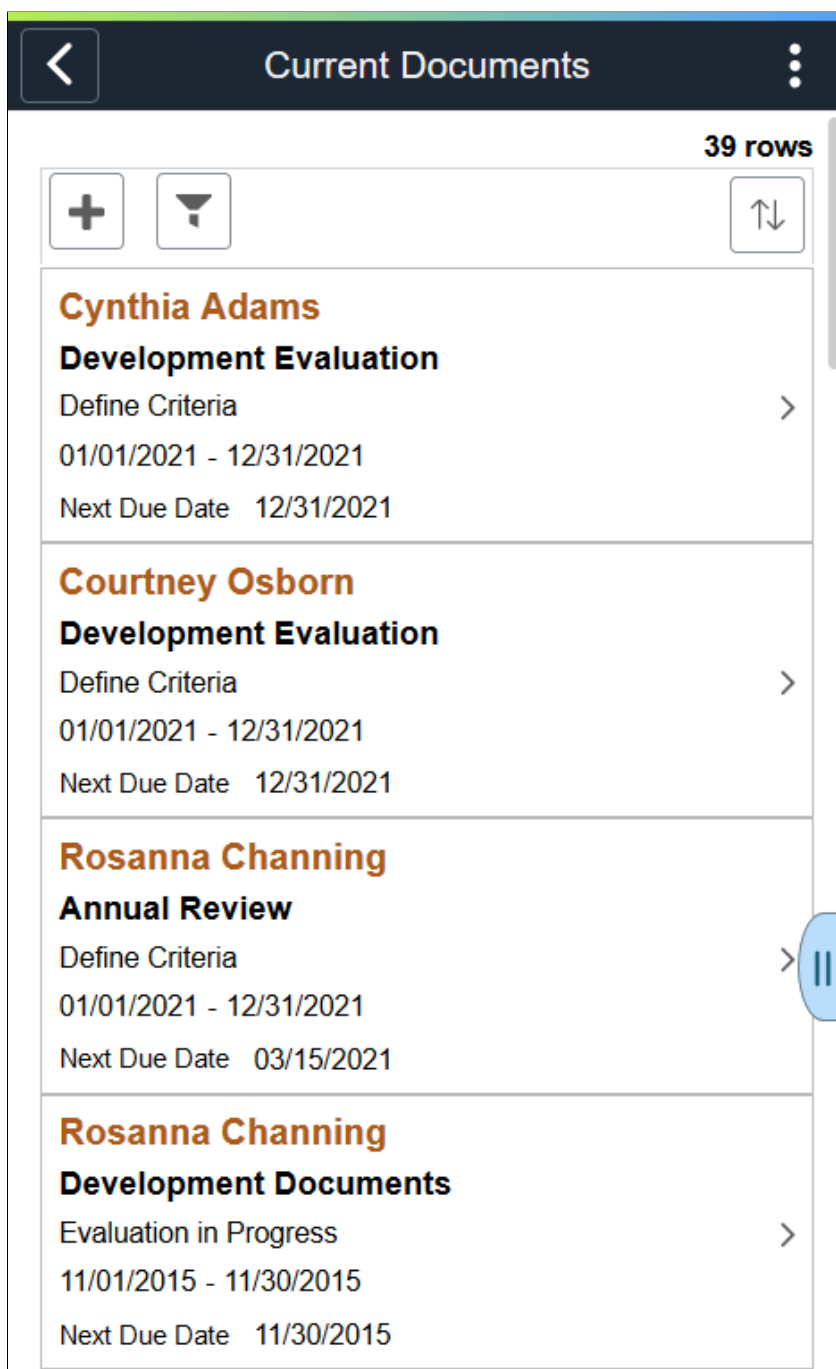 Current Documents
39 rows
Cynthia Adams
Development Evaluation
Define Criteria
01/01/2021 - 12/31/2021
Next Due Date 12/31/2021
Courtney Osborn
Development Evaluation
Define Criteria
01/01/2021 - 12/31/2021
Next Due Date 12/31/2021
Rosanna Channing
Annual Review
Define Criteria
01/01/2021 - 12/31/2021
Next Due Date 03/15/2021
Rosanna Channing
Development Documents
Evaluation in Progress
11/01/2015 - 11/30/2015
Next Due Date 11/30/2015